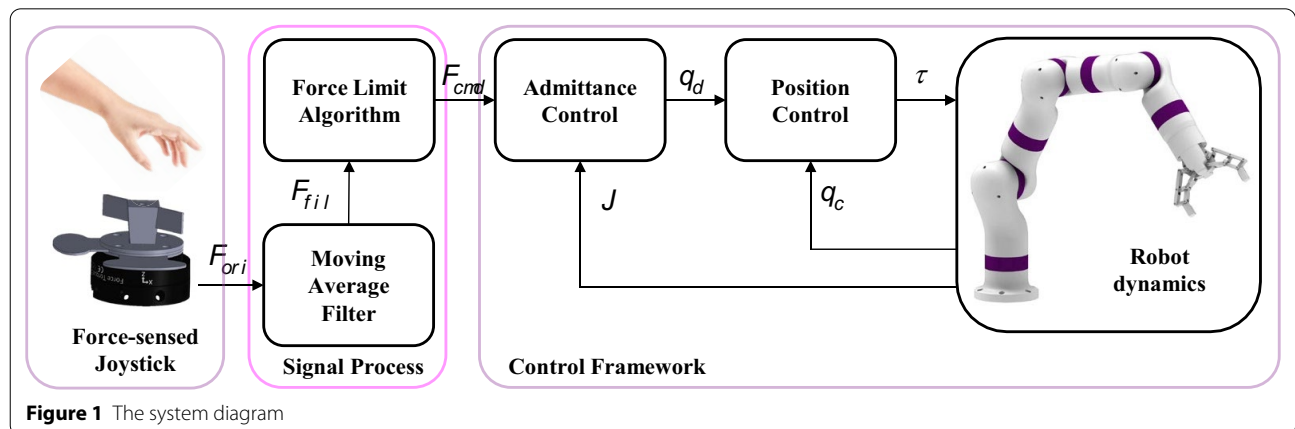 Force Limit
Algorithm
F_cmd
Admittance
Control
q_d
Position
Control
τ
F_fil
J
q_c
F_ori
Moving
Average
Filter
Robot
dynamics
Force-sensed
Joystick
Signal Process
Control Framework
Figure 1 The system diagram